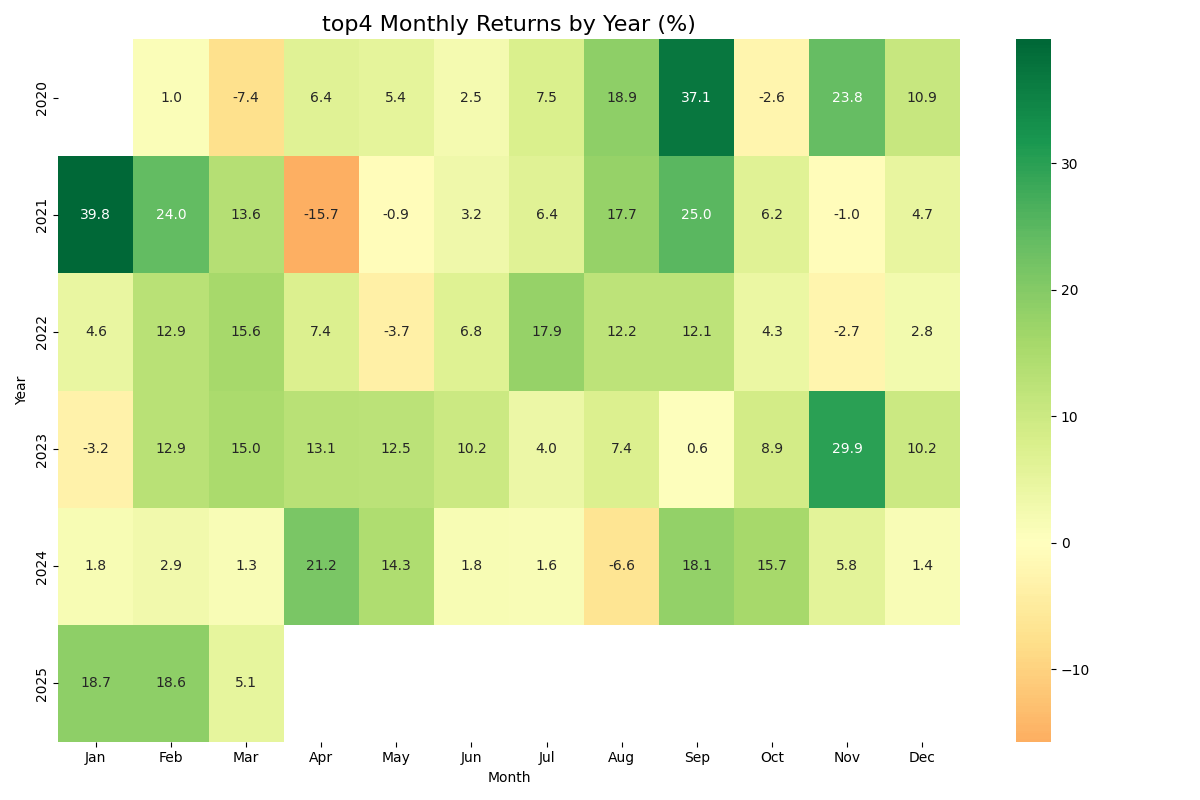 top4 Monthly Returns by Year (%)
2020 1.0 -7.4 6.4 5.4 2.5 7.5 18.9 37.1 -2.6 23.8 10.9
2021 39.8 24.0 13.6 -15.7 -0.9 3.2 6.4 17.7 25.0 6.2 -1.0 4.7
2022 4.6 12.9 15.6 7.4 -3.7 6.8 17.9 12.2 12.1 4.3 -2.7 2.8
2023 -3.2 12.9 15.0 13.1 12.5 10.2 4.0 7.4 0.6 8.9 29.9 10.2
2024 1.8 2.9 1.3 21.2 14.3 1.8 1.6 -6.6 18.1 15.7 5.8 1.4
2025 18.7 18.6 5.1
Jan Feb Mar Apr May Jun Jul Aug Sep Oct Nov Dec
Month
Year
30
20
10
0
−10